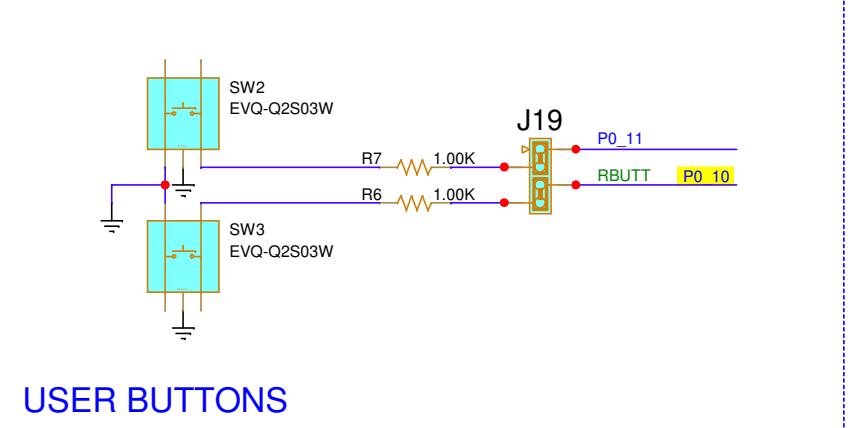 SW2
EVQ-Q2S03W
J19
P0_11
R7 1.00K
RBUTT P0_10
R6 1.00K
SW3
EVQ-Q2S03W
USER BUTTONS